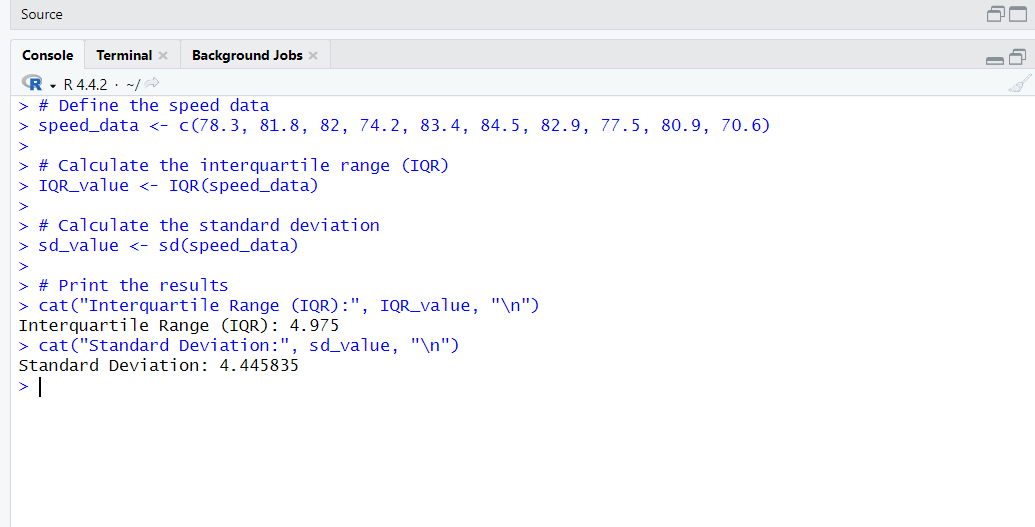 Source
Console Terminal Background Jobs
R R 4.4.2 · ~/
> # Define the speed data
> speed_data <- c(78.3, 81.8, 82, 74.2, 83.4, 84.5, 82.9, 77.5, 80.9, 70.6)
>
> # Calculate the interquartile range (IQR)
> IQR_value <- IQR(speed_data)
>
> # Calculate the standard deviation
> sd_value <- sd(speed_data)
>
> # Print the results
> cat("Interquartile Range (IQR):", IQR_value, "\n")
Interquartile Range (IQR): 4.975
> cat("Standard Deviation:", sd_value, "\n")
Standard Deviation: 4.445835
>